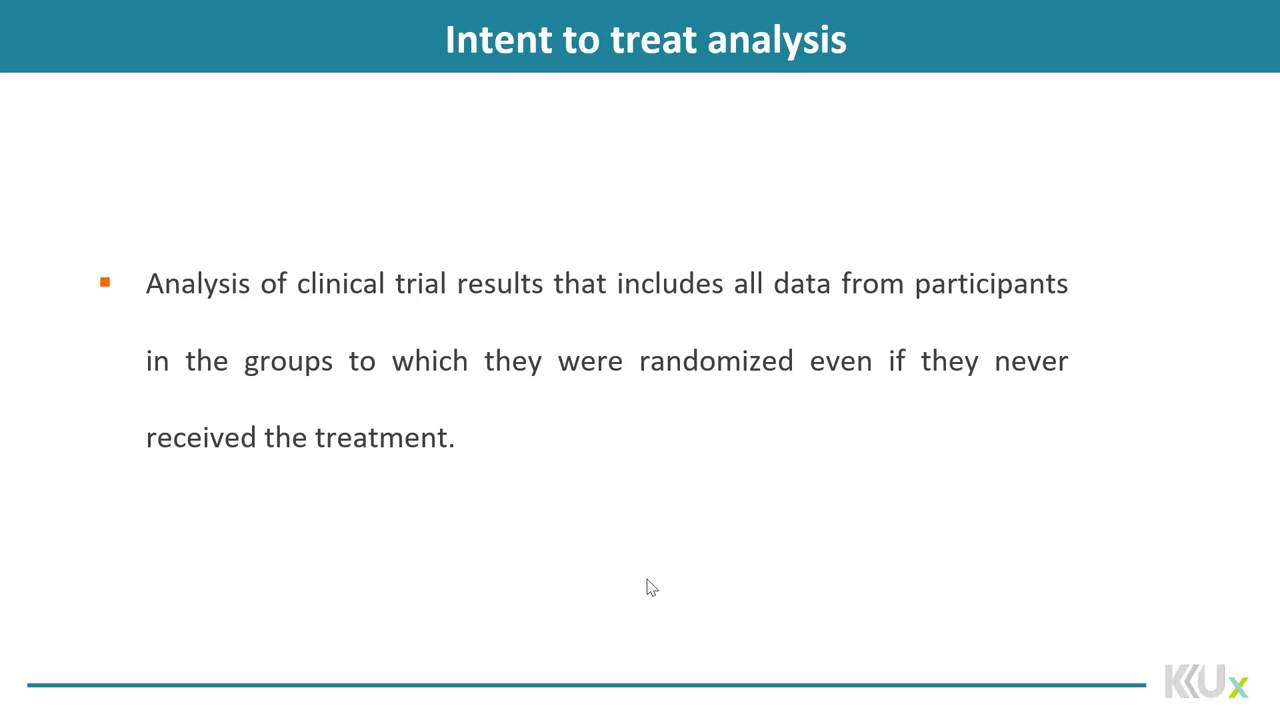 Intent to treat analysis
Analysis of clinical trial results that includes all data from participants
in the groups to which they were randomized even if they never
received the treatment.
KKUx